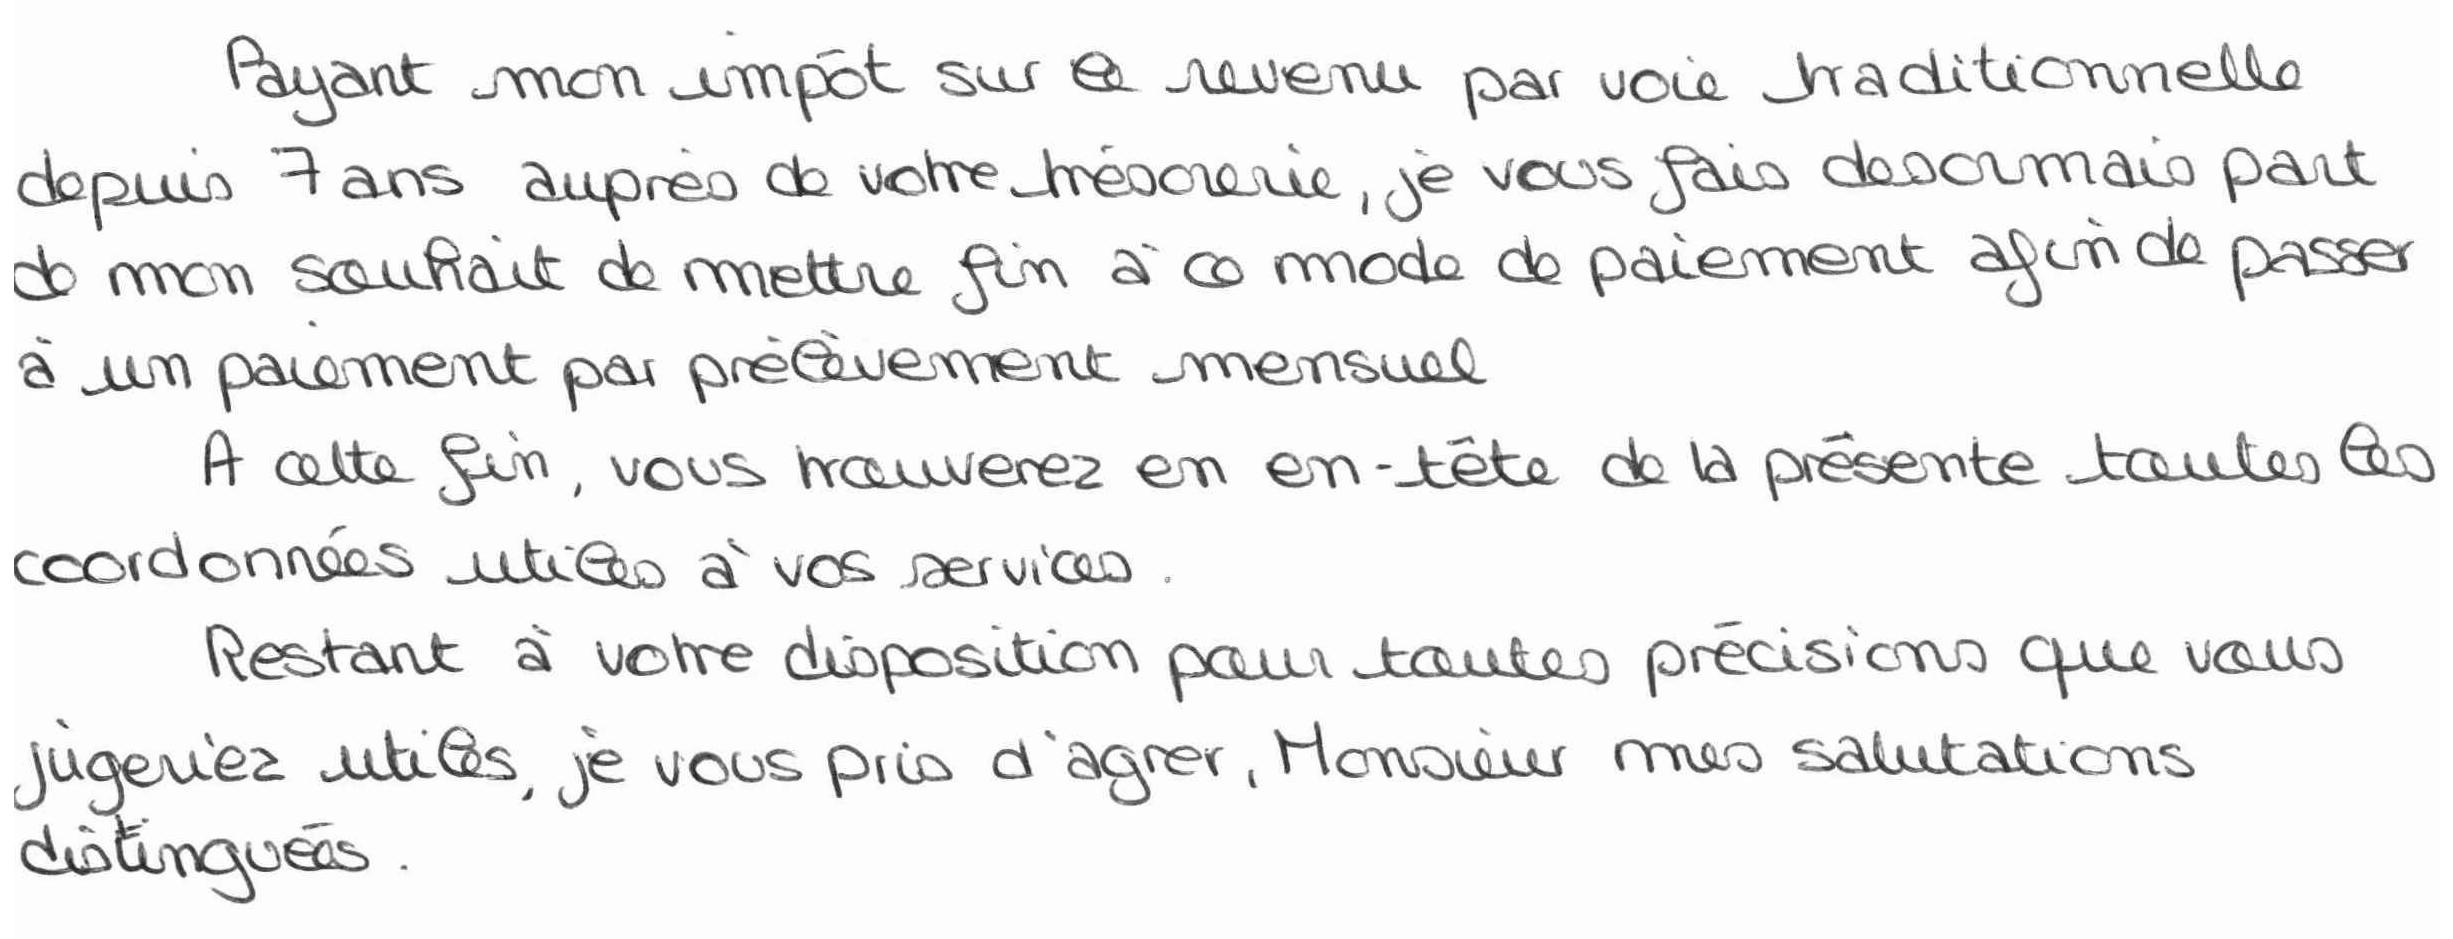 Payant mon impôt sur le revenu par voie traditionnelle
depuis 7 ans auprès de votre trésorerie, je vous fais desormais part
de mon souhait de mettre fin à ce mode de paiement afin de passer
à un paiement par prélèvement mensuel
A cette fin, vous trouverez en en-tête de la présente toutes les
coordonnées utiles à vos services.
Restant à votre disposition pour toutes précisions que vous
jugeriez utiles, je vous pris d'agrer, Monsieur mes salutations
distinguées.